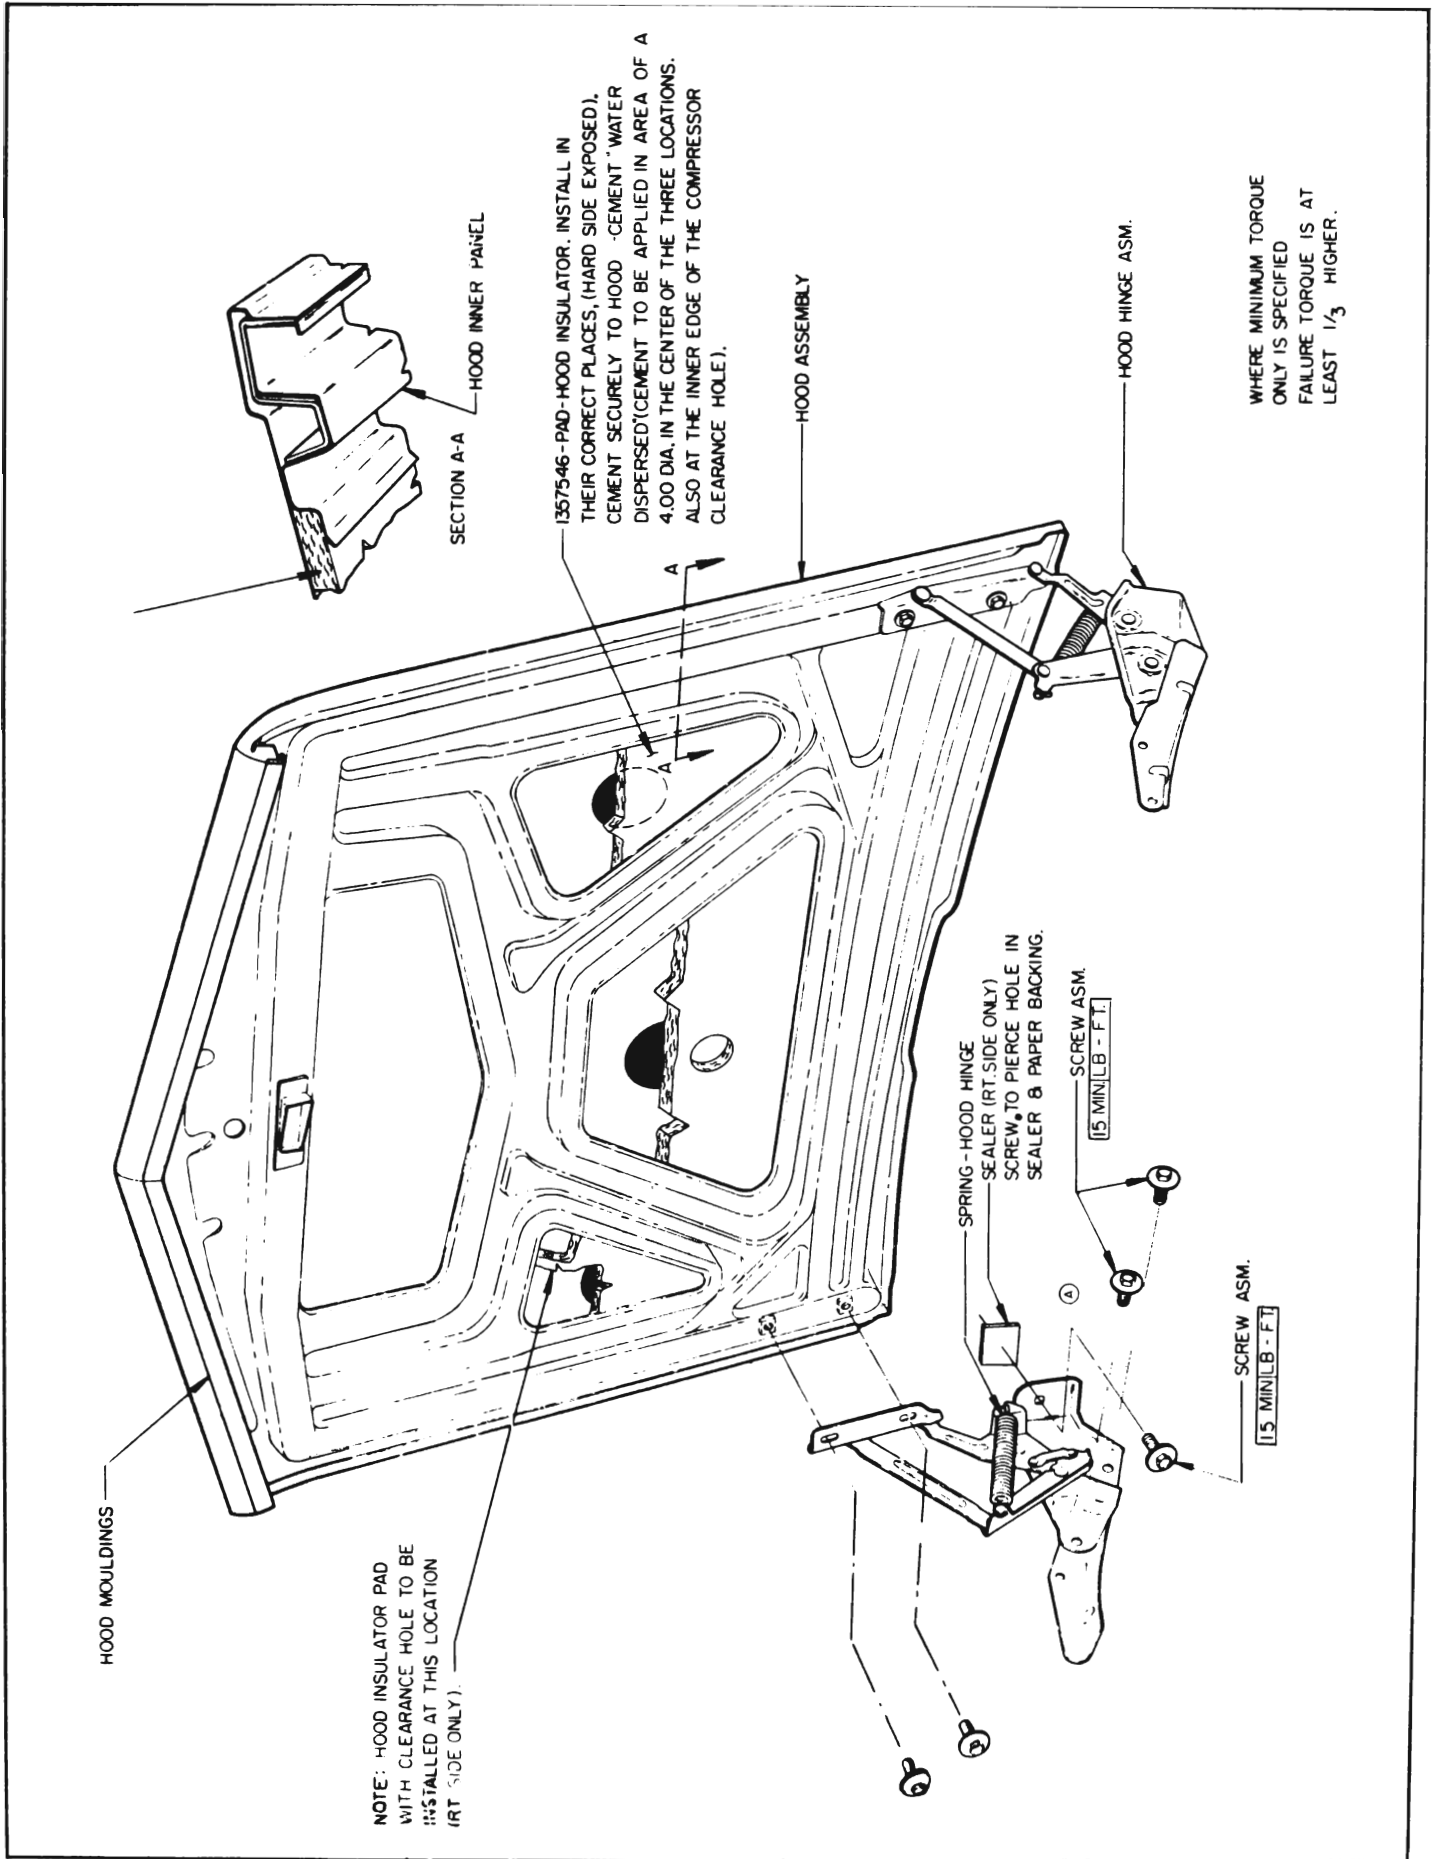 HOOD MOULDINGS
NOTE: HOOD INSULATOR PAD
WITH CLEARANCE HOLE TO BE
INSTALLED AT THIS LOCATION
(RT SIDE ONLY).
SECTION A-A
HOOD INNER PANEL
1357546-PAD-HOOD INSULATOR. INSTALL IN
THEIR CORRECT PLACES, (HARD SIDE EXPOSED).
CEMENT SECURELY TO HOOD -CEMENT "WATER
DISPERSED"(CEMENT TO BE APPLIED IN AREA OF A
4.00 DIA. IN THE CENTER OF THE THREE LOCATIONS.
ALSO AT THE INNER EDGE OF THE COMPRESSOR
CLEARANCE HOLE).
A
A
HOOD ASSEMBLY
HOOD HINGE ASM.
SPRING-HOOD HINGE
SEALER (RT. SIDE ONLY)
SCREW, TO PIERCE HOLE IN
SEALER & PAPER BACKING.
SCREW ASM.
15 MIN. LB - FT.
A
SCREW ASM.
15 MIN LB - FT
WHERE MINIMUM TORQUE
ONLY IS SPECIFIED
FAILURE TORQUE IS AT
LEAST 1/3 HIGHER.